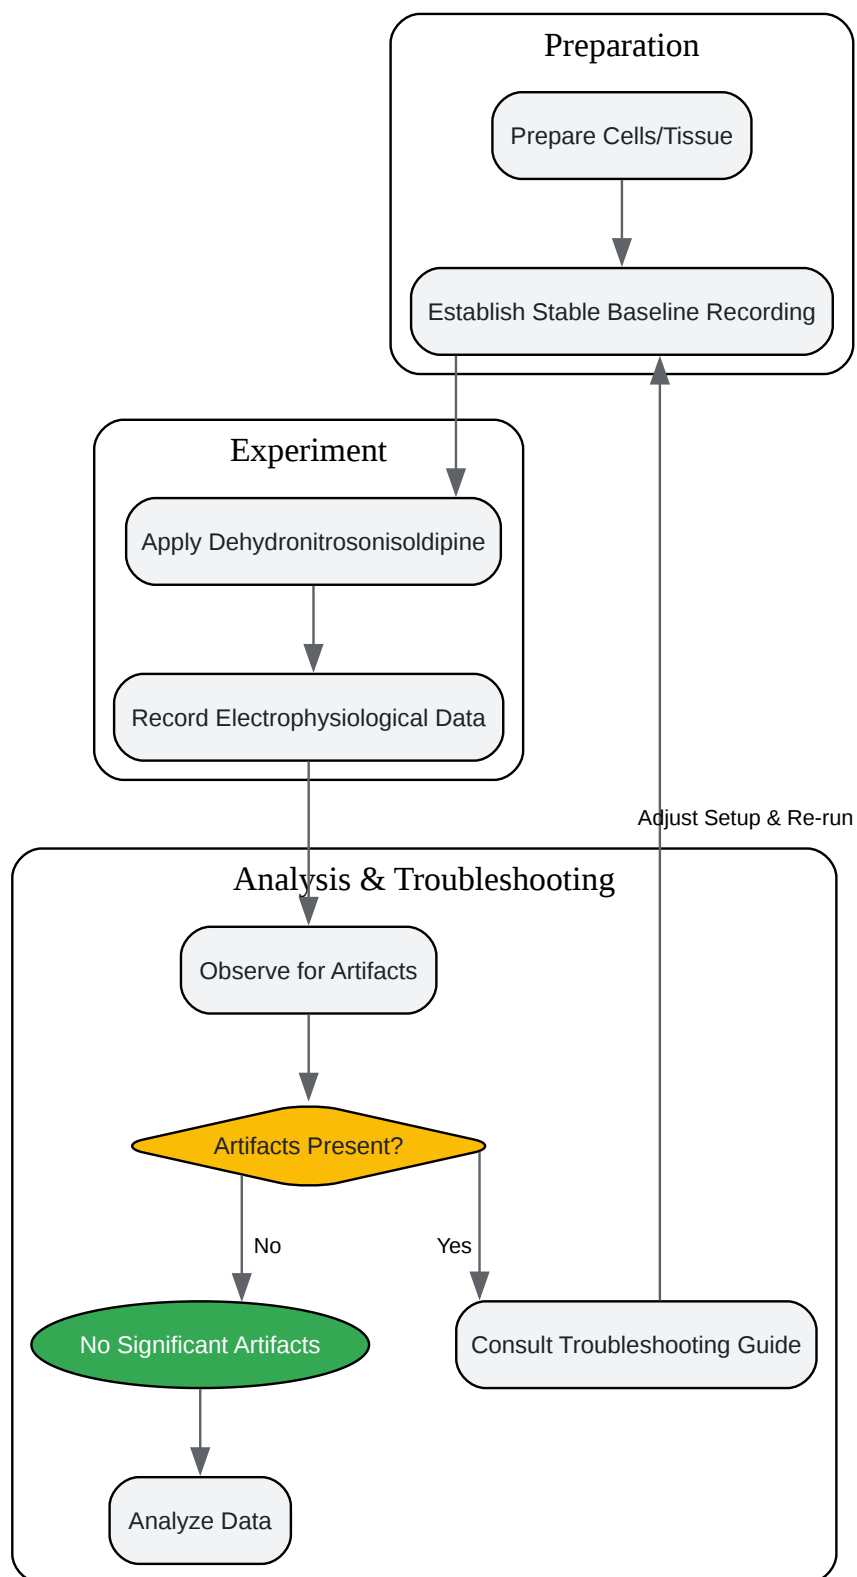 Preparation
Prepare Cells/Tissue
Establish Stable Baseline Recording
Experiment
Apply Dehydronitrosonisoldipine
Record Electrophysiological Data
Adjust Setup & Re-run
Analysis & Troubleshooting
Observe for Artifacts
Artifacts Present?
No
Yes
No Significant Artifacts
Consult Troubleshooting Guide
Analyze Data